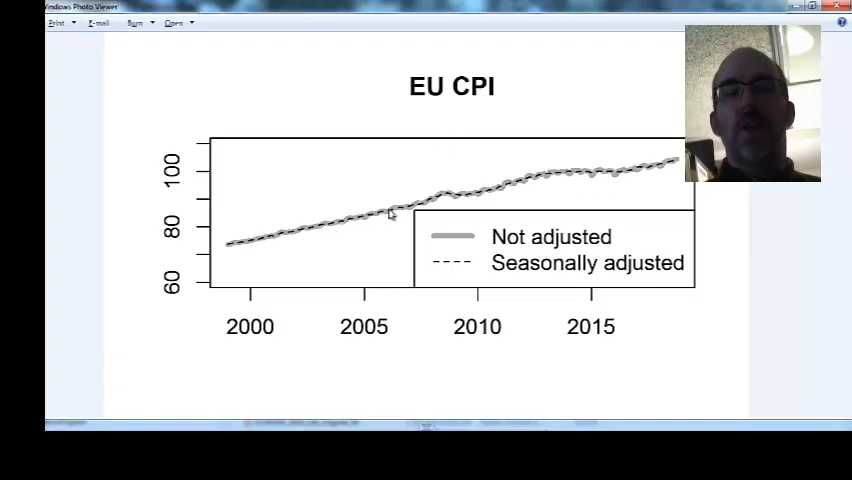 Windows Photo Viewer
Print E-mail Burn Open
EU CPI
100
80
60
Not adjusted
Seasonally adjusted
2000 2005 2010 2015